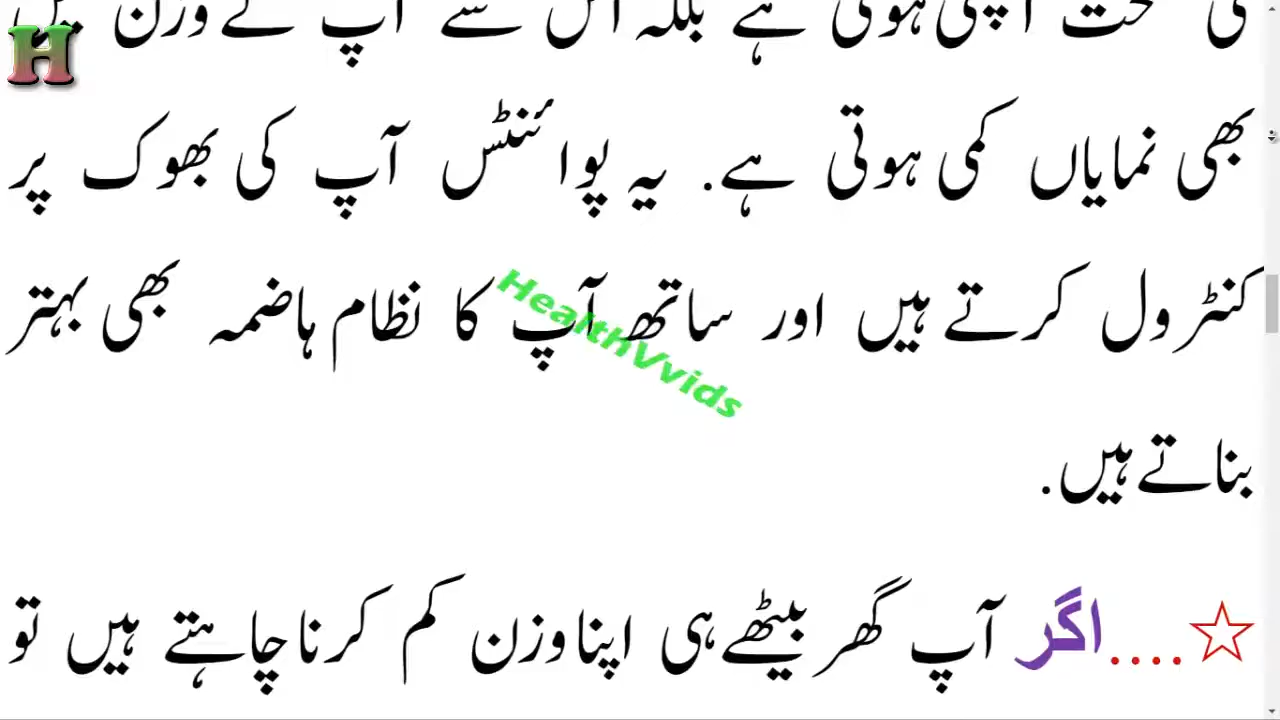 کی صحت اچھی ہوتی ہے بلکہ اس سے آپ کے وزن میں
H
بھی نمایاں کمی ہوتی ہے. یہ پوائنٹس آپ کی بھوک پر
کنٹرول کرتے ہیں اور ساتھ آپ کا نظام ہاضمہ بھی بہتر
HealthVvids
بناتے ہیں.
☆....اگر آپ گھر بیٹھے ہی اپنا وزن کم کرنا چاہتے ہیں تو